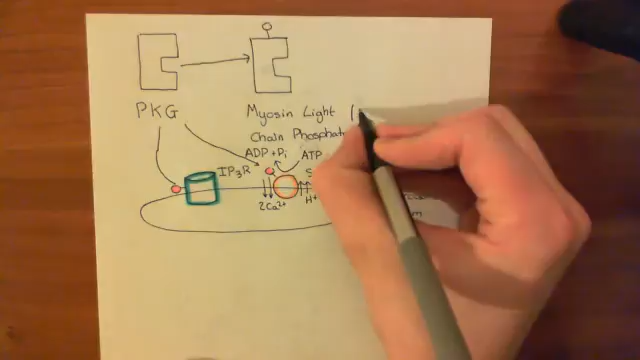 PKG
Myosin Light
Chain Phosphat
ADP + Pi
ATP
IP3R
S
2Ca2+
H+
m